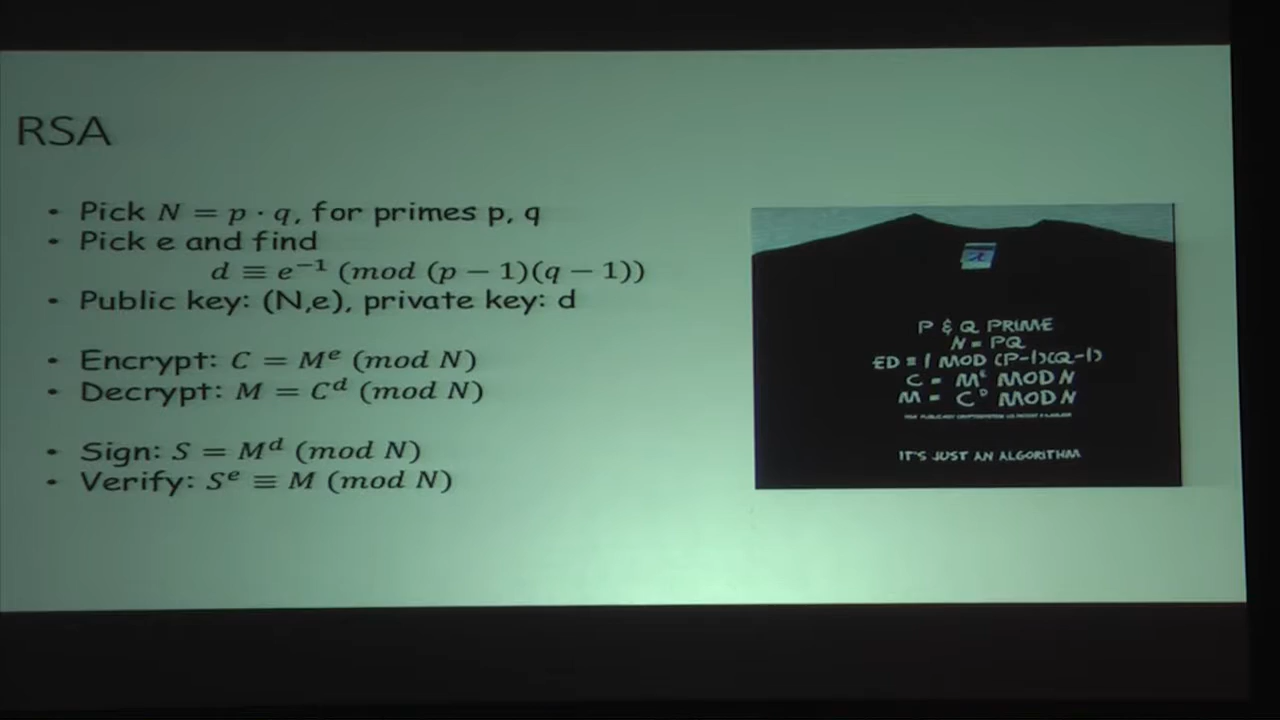 RSA
• Pick N = p · q, for primes p, q
• Pick e and find
d ≡ e⁻¹ (mod (p − 1)(q − 1))
• Public key: (N,e), private key: d
• Encrypt: C = Mᵉ (mod N)
• Decrypt: M = Cᵈ (mod N)
• Sign: S = Mᵈ (mod N)
• Verify: Sᵉ ≡ M (mod N)
P & Q PRIME
N = PQ
ED ≡ 1 MOD (P-1)(Q-1)
C = Mᴱ MOD N
M = Cᴰ MOD N
IT'S JUST AN ALGORITHM